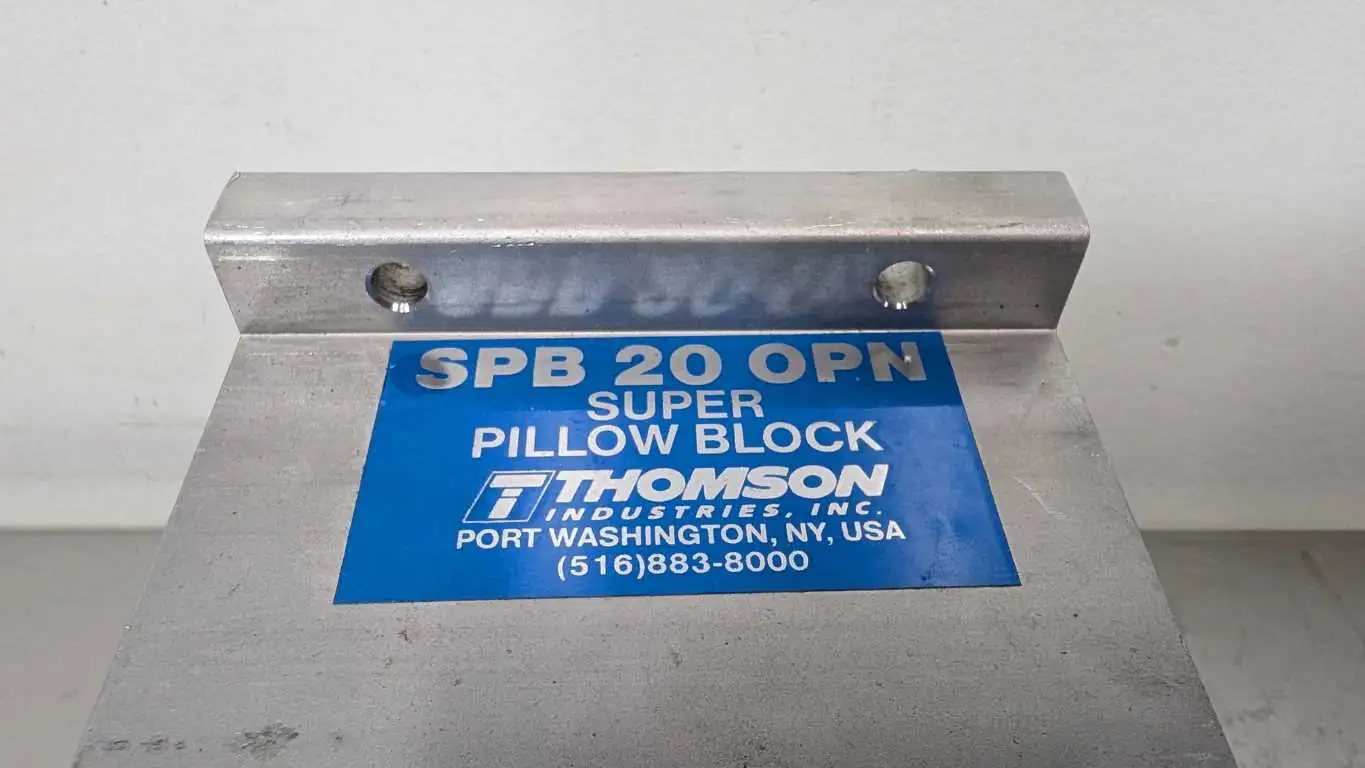 SPB 20 OPN
SUPER
PILLOW BLOCK
THOMSON
INDUSTRIES, INC.
PORT WASHINGTON, NY, USA
(516)883-8000